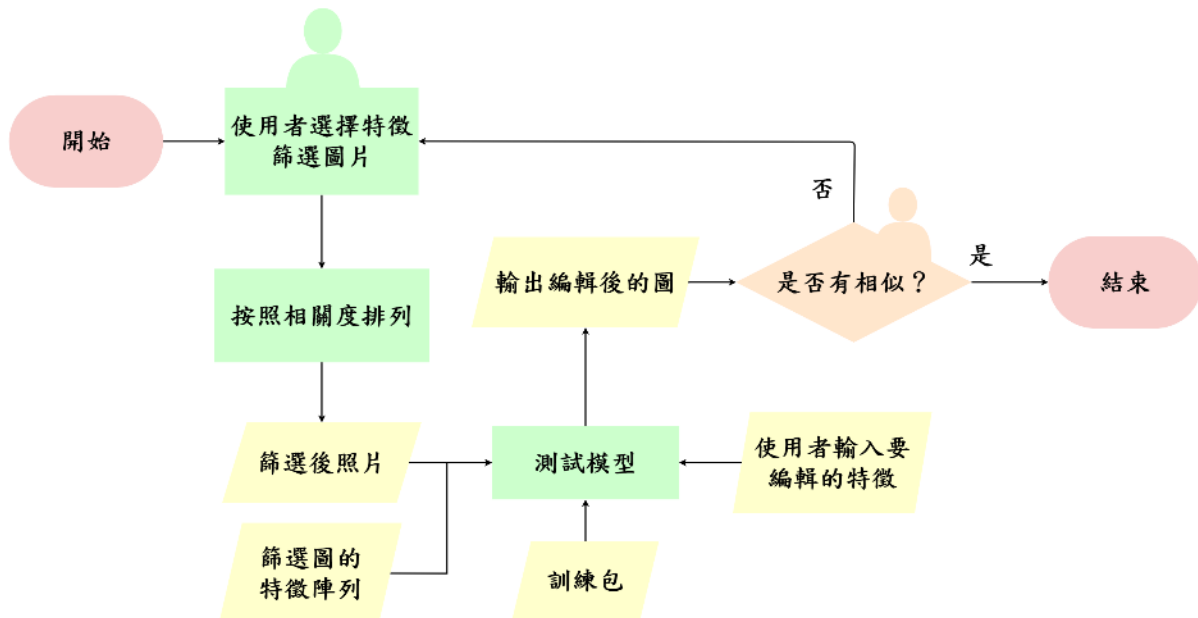 開始
使用者選擇特徵
篩選圖片
否
是
輸出編輯後的圖
是否有相似？
結束
按照相關度排列
篩選後照片
測試模型
使用者輸入要
編輯的特徵
篩選圖的
特徵陣列
訓練包